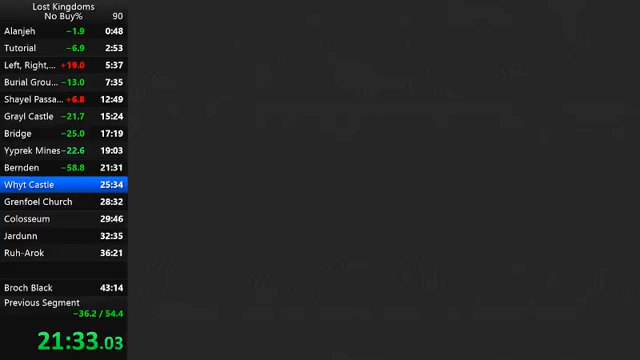 Lost Kingdoms
No Buy% 90
Alanjeh −1.9 0:48
Tutorial −6.9 2:53
Left, Right,... +19.0 5:37
Burial Grou... −13.0 7:35
Shayel Passa... +6.8 12:49
Grayl Castle −21.7 15:24
Bridge −25.0 17:19
Yyprek Mines −22.6 19:03
Bernden −58.8 21:31
Whyt Castle 25:34
Grenfoel Church 28:32
Colosseum 29:46
Jardunn 32:35
Ruh-Arok 36:21
Broch Black 43:14
Previous Segment
−36.2 / 54.4
21:33.03